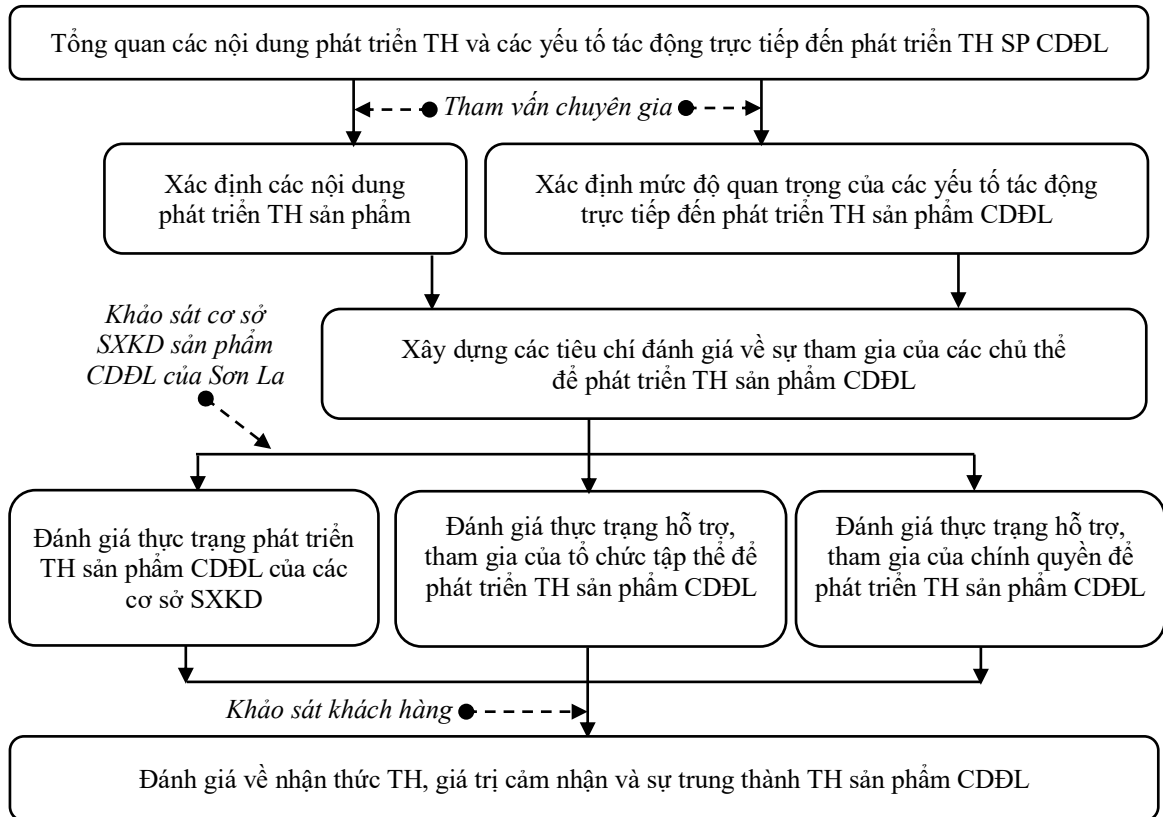 Tổng quan các nội dung phát triển TH và các yếu tố tác động trực tiếp đến phát triển TH SP CDĐL
Tham vấn chuyên gia
Xác định các nội dung
phát triển TH sản phẩm
Xác định mức độ quan trọng của các yếu tố tác động
trực tiếp đến phát triển TH sản phẩm CDĐL
Khảo sát cơ sở
SXKD sản phẩm
CDĐL của Sơn La
Xây dựng các tiêu chí đánh giá về sự tham gia của các chủ thể
để phát triển TH sản phẩm CDĐL
Đánh giá thực trạng phát triển
TH sản phẩm CDĐL của các
cơ sở SXKD
Đánh giá thực trạng hỗ trợ,
tham gia của tổ chức tập thể để
phát triển TH sản phẩm CDĐL
Đánh giá thực trạng hỗ trợ,
tham gia của chính quyền để
phát triển TH sản phẩm CDĐL
Khảo sát khách hàng
Đánh giá về nhận thức TH, giá trị cảm nhận và sự trung thành TH sản phẩm CDĐL